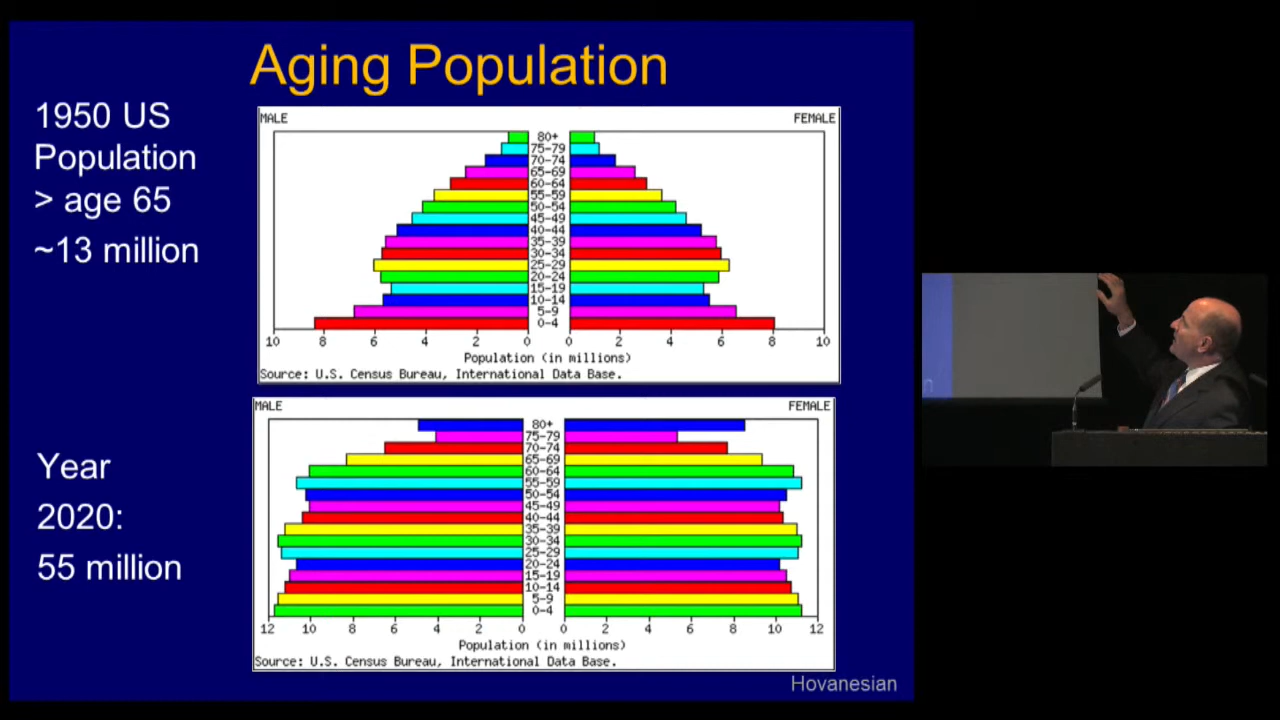 Aging Population
1950 US
Population
> age 65
~13 million
MALE
FEMALE
80+
75-79
70-74
65-69
60-64
55-59
50-54
45-49
40-44
35-39
30-34
25-29
20-24
15-19
10-14
5-9
0-4
10 8 6 4 2 0 0 2 4 6 8 10
Population (in millions)
Source: U.S. Census Bureau, International Data Base.
Year
2020:
55 million
MALE
FEMALE
80+
75-79
70-74
65-69
60-64
55-59
50-54
45-49
40-44
35-39
30-34
25-29
20-24
15-19
10-14
5-9
0-4
12 10 8 6 4 2 0 0 2 4 6 8 10 12
Population (in millions)
Source: U.S. Census Bureau, International Data Base.
Hovanesian